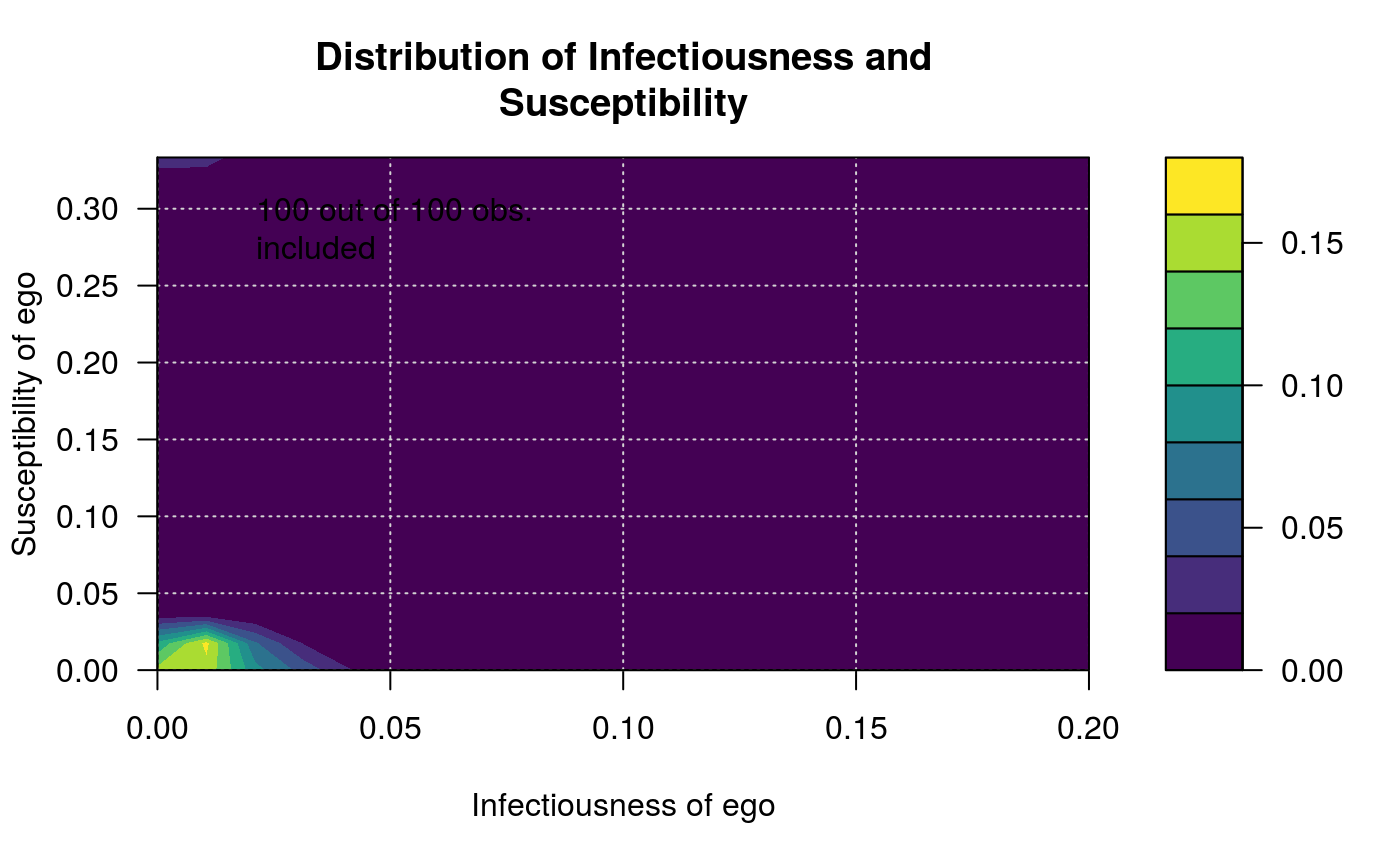 Distribution of Infectiousness and
Susceptibility
100 out of 100 obs.
included
Susceptibility of ego
0.30
0.25
0.20
0.15
0.10
0.05
0.00
0.00 0.05 0.10 0.15 0.20
Infectiousness of ego
0.15
0.10
0.05
0.00